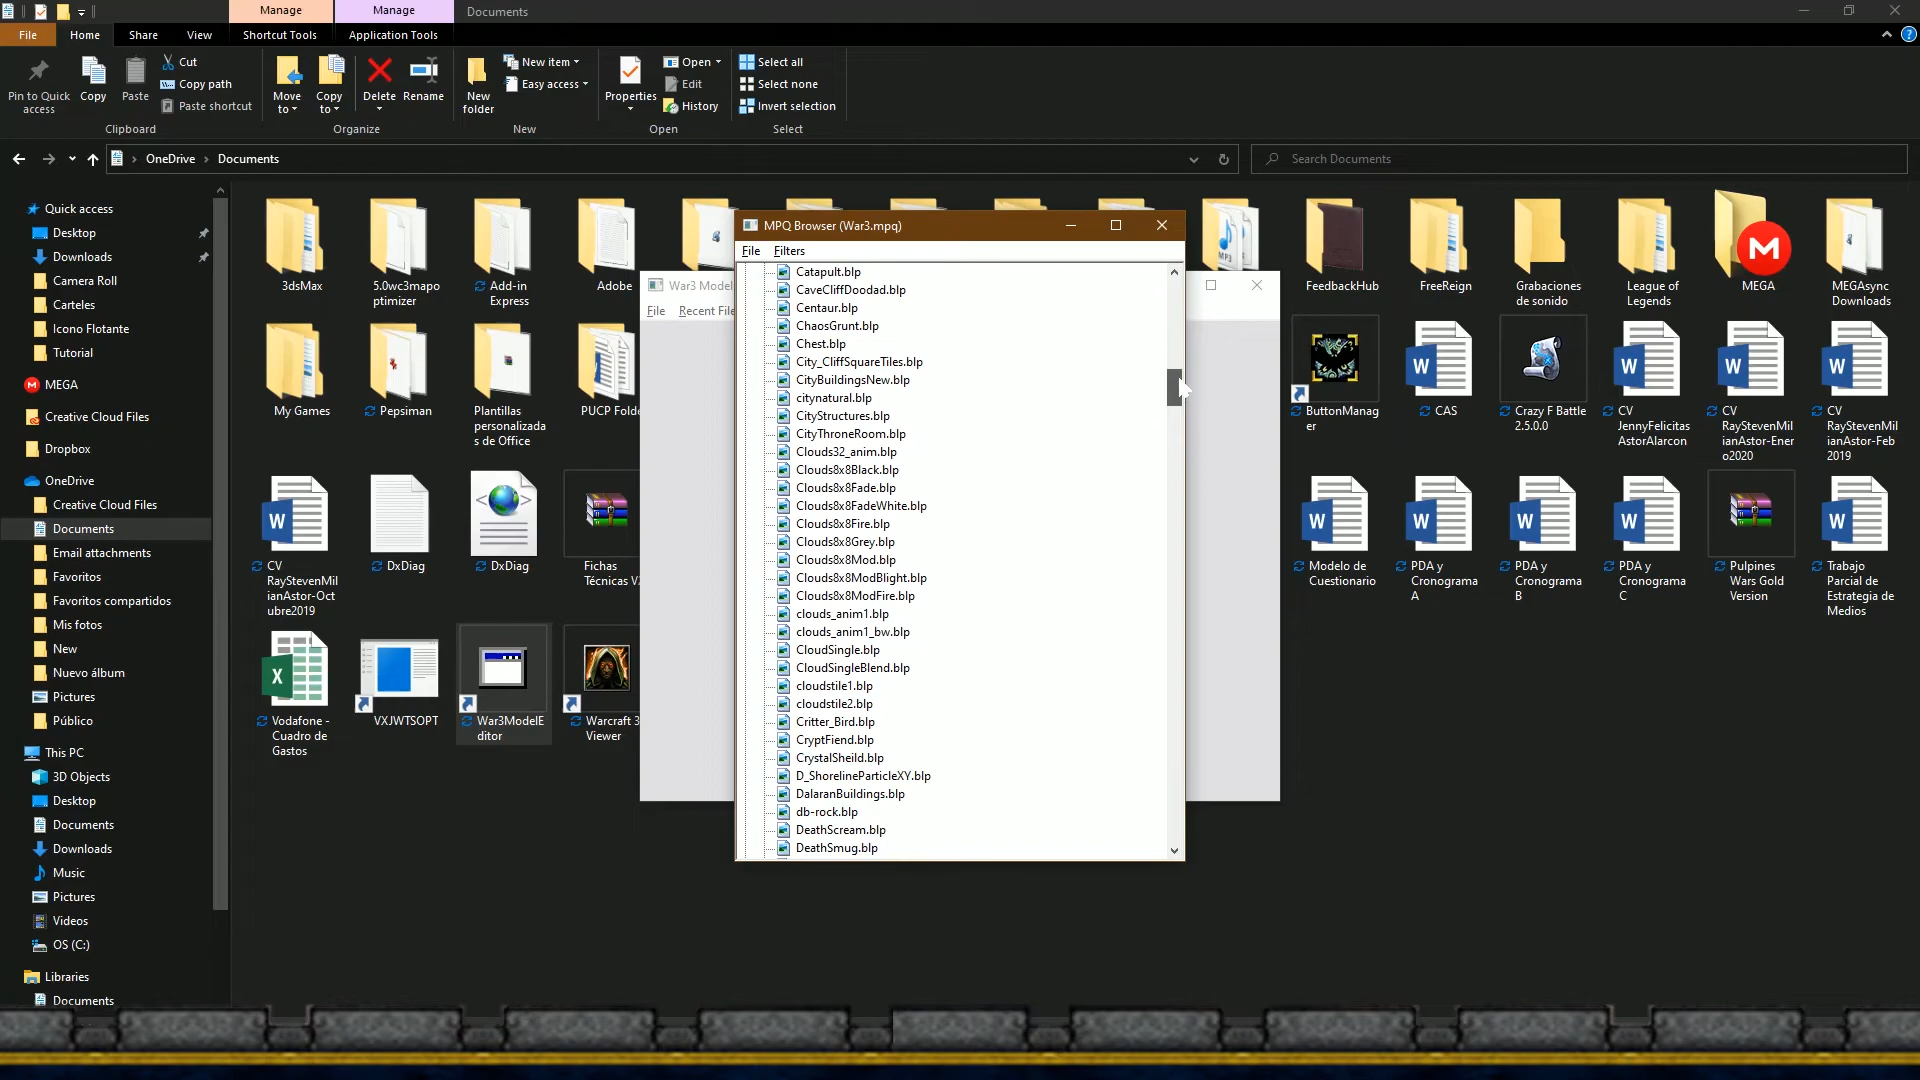 Manage
Manage
Documents
File
Home
Share
View
Shortcut Tools
Application Tools
Pin to Quick
access
Copy
Paste
Cut
Copy path
Paste shortcut
Clipboard
Move
to
Copy
to
Delete
Rename
Organize
New
folder
New item
Easy access
New
Properties
Open
Edit
History
Open
Select all
Select none
Invert selection
Select
OneDrive
Documents
Search Documents
Quick access
Desktop
Downloads
Camera Roll
Carteles
Icono Flotante
Tutorial
MEGA
Creative Cloud Files
Dropbox
OneDrive
Creative Cloud Files
Documents
Email attachments
Favoritos
Favoritos compartidos
Mis fotos
New
Nuevo álbum
Pictures
Público
This PC
3D Objects
Desktop
Documents
Downloads
Music
Pictures
Videos
OS (C:)
Libraries
Documents
3dsMax
5.0wc3mapo
ptimizer
Add-in
Express
Adobe
MP3
FeedbackHub
FreeReign
Grabaciones
de sonido
League of
Legends
M
MEGA
MEGAsync
Downloads
My Games
Pepsiman
Plantillas
personalizada
s de Office
PUCP Folde
ButtonManag
er
W
CAS
Crazy F Battle
2.5.0.0
W
CV
JennyFelicitas
AstorAlarcon
W
CV
RayStevenMil
ianAstor-Ener
o2020
W
CV
RayStevenMil
ianAstor-Feb
2019
W
CV
RayStevenMil
ianAstor-Oct
ubre2019
DxDiag
DxDiag
Fichas
Técnicas V
W
Modelo de
Cuestionario
W
PDA y
Cronograma
A
W
PDA y
Cronograma
B
W
PDA y
Cronograma
C
Pulpines
Wars Gold
Version
W
Trabajo
Parcial de
Estrategia de
Medios
X
Vodafone -
Cuadro de
Gastos
VXJWTSOPT
War3ModelE
ditor
Warcraft 3
Viewer
War3 Model
File
Recent File
MPQ Browser (War3.mpq)
File
Filters
Catapult.blp
CaveCliffDoodad.blp
Centaur.blp
ChaosGrunt.blp
Chest.blp
City_CliffSquareTiles.blp
CityBuildingsNew.blp
citynatural.blp
CityStructures.blp
CityThroneRoom.blp
Clouds32_anim.blp
Clouds8x8Black.blp
Clouds8x8Fade.blp
Clouds8x8FadeWhite.blp
Clouds8x8Fire.blp
Clouds8x8Grey.blp
Clouds8x8Mod.blp
Clouds8x8ModBlight.blp
Clouds8x8ModFire.blp
clouds_anim1.blp
clouds_anim1_bw.blp
CloudSingle.blp
CloudSingleBlend.blp
cloudstile1.blp
cloudstile2.blp
Critter_Bird.blp
CryptFiend.blp
CrystalSheild.blp
D_ShorelineParticleXY.blp
DalaranBuildings.blp
db-rock.blp
DeathScream.blp
DeathSmug.blp